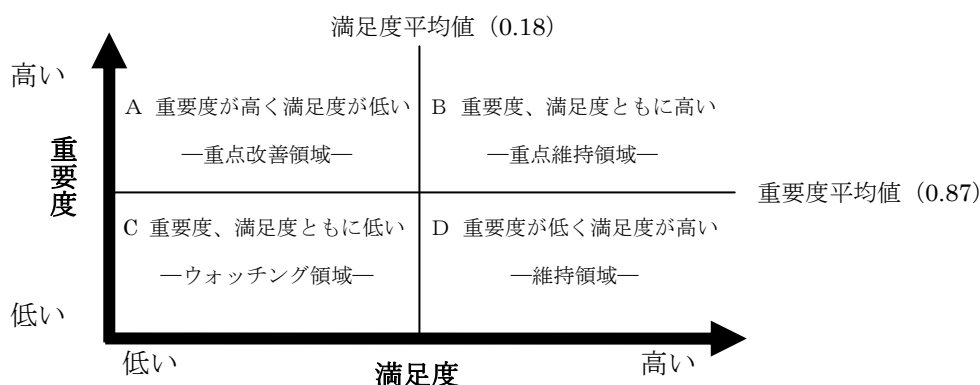 満足度平均値（0.18）
高い
A 重要度が高く満足度が低い
B 重要度、満足度ともに高い
―重点改善領域―
―重点維持領域―
重要度
重要度平均値（0.87）
C 重要度、満足度ともに低い
D 重要度が低く満足度が高い
―ウォッチング領域―
―維持領域―
低い
低い
満足度
高い